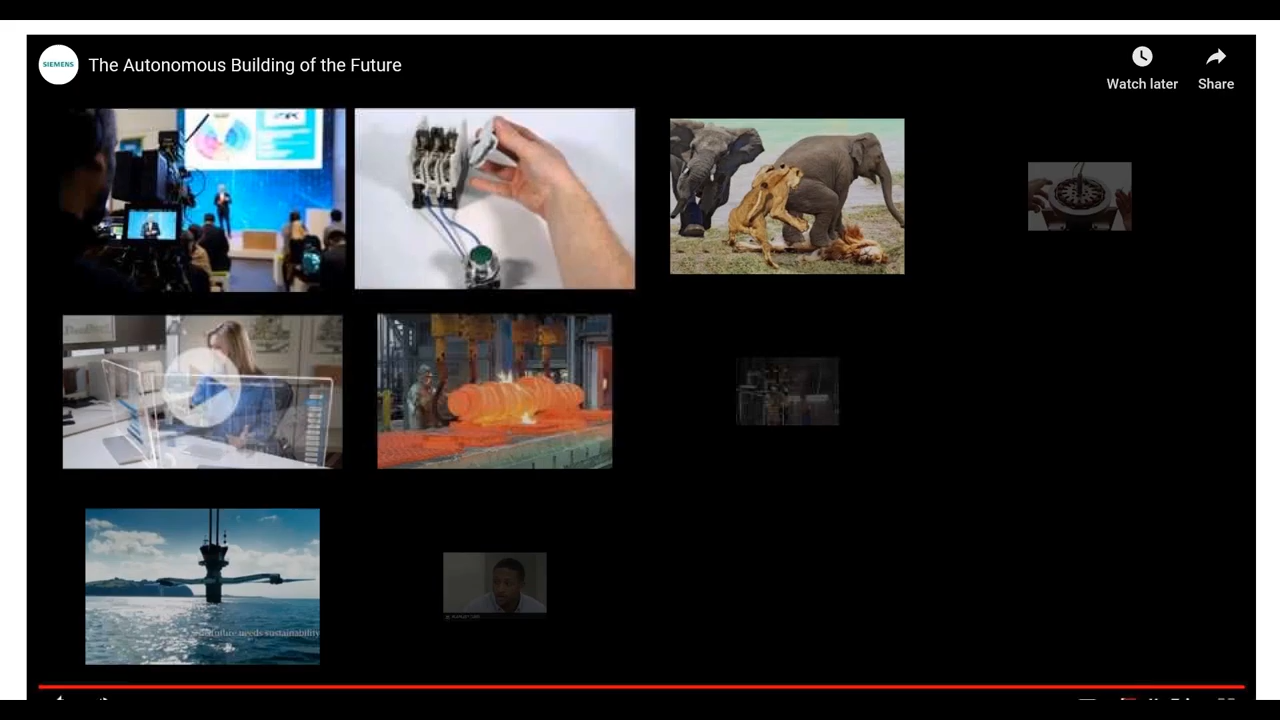 SIEMENS
The Autonomous Building of the Future
Watch later
Share
future needs sustainability